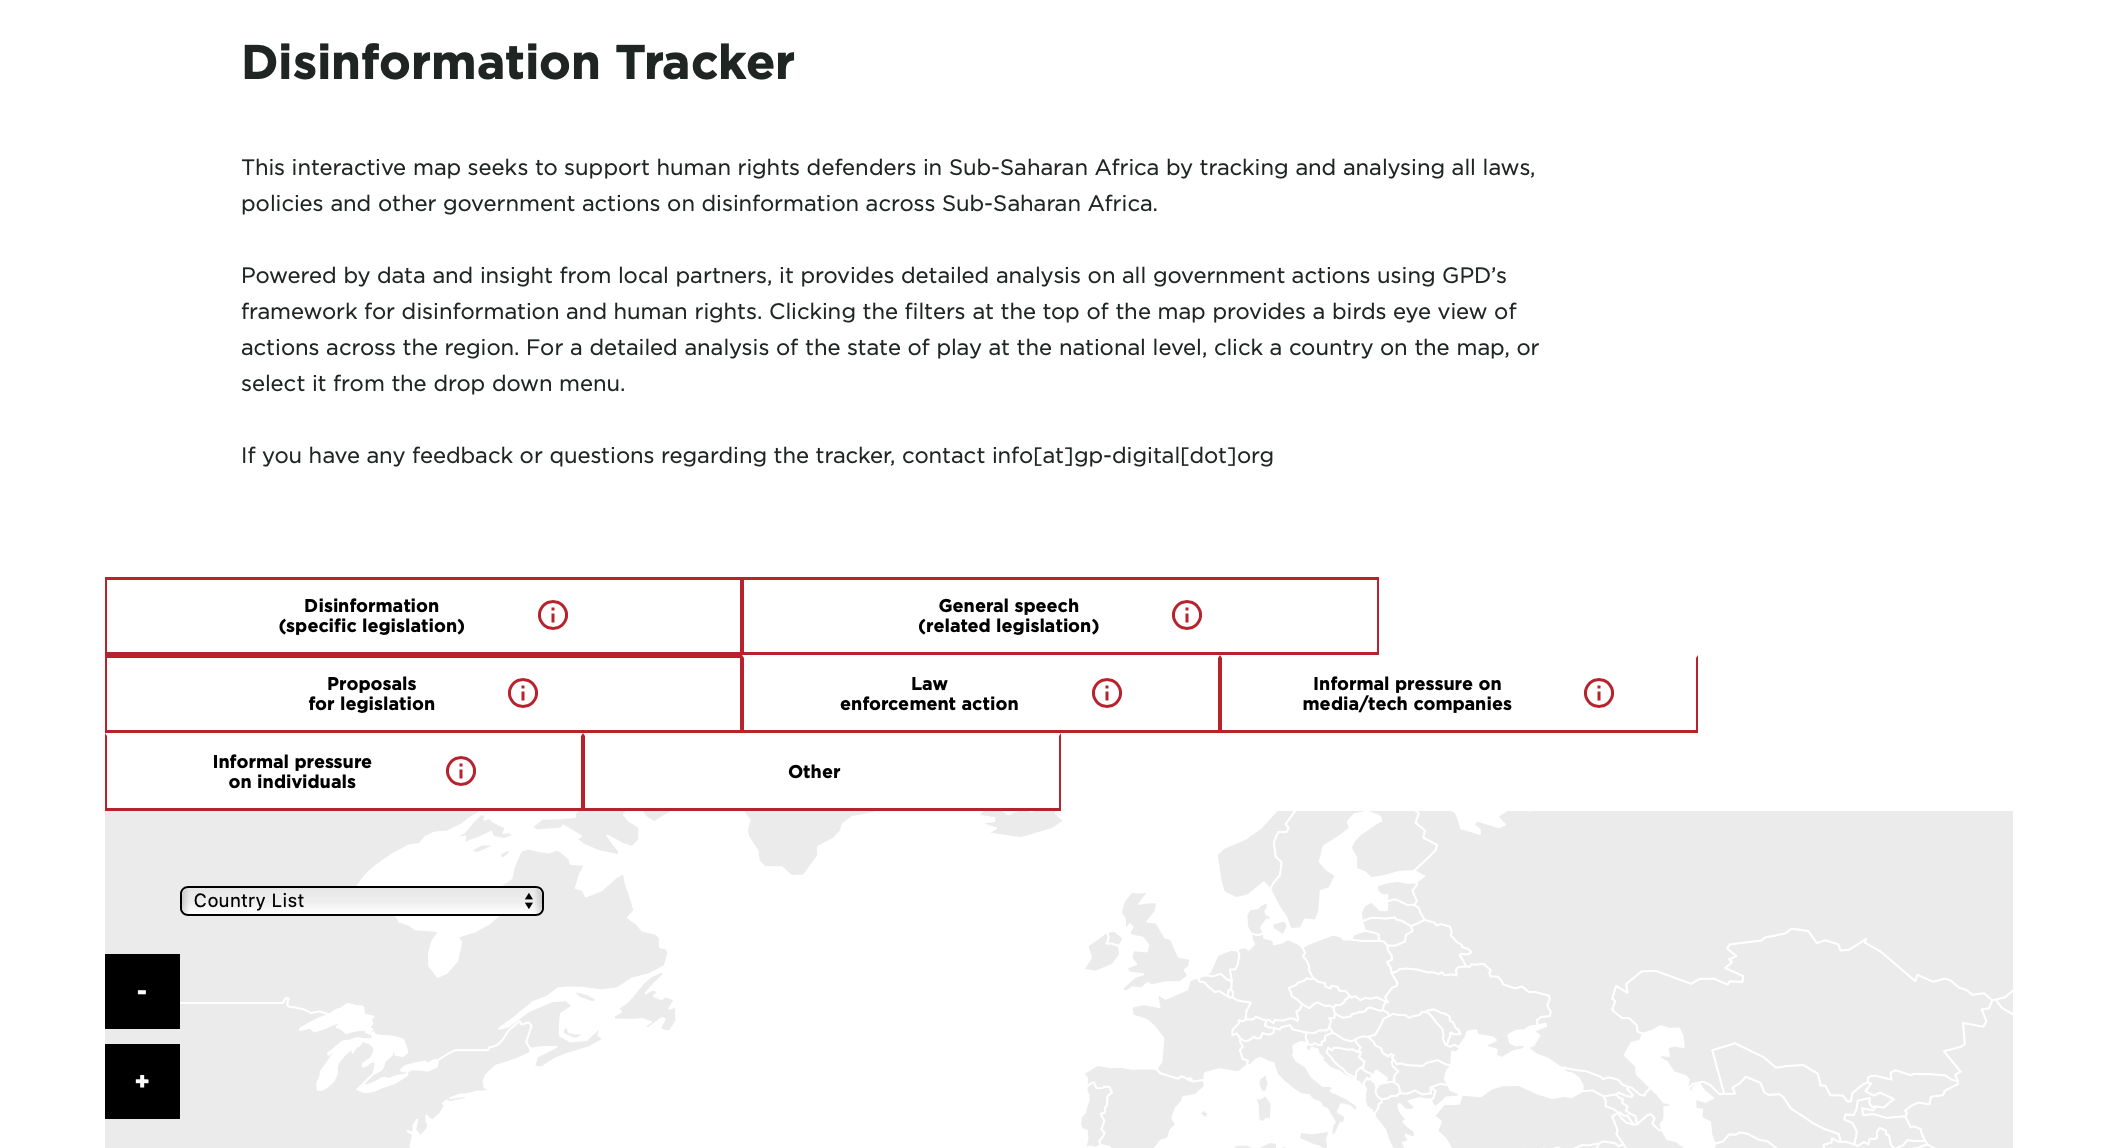 Disinformation Tracker
This interactive map seeks to support human rights defenders in Sub-Saharan Africa by tracking and analysing all laws,
policies and other government actions on disinformation across Sub-Saharan Africa.
Powered by data and insight from local partners, it provides detailed analysis on all government actions using GPD’s
framework for disinformation and human rights. Clicking the filters at the top of the map provides a birds eye view of
actions across the region. For a detailed analysis of the state of play at the national level, click a country on the map, or
select it from the drop down menu.
If you have any feedback or questions regarding the tracker, contact info[at]gp-digital[dot]org
Disinformation
(specific legislation)
General speech
(related legislation)
Proposals
for legislation
Law
enforcement action
Informal pressure on
media/tech companies
Informal pressure
on individuals
Other
Country List
-
+